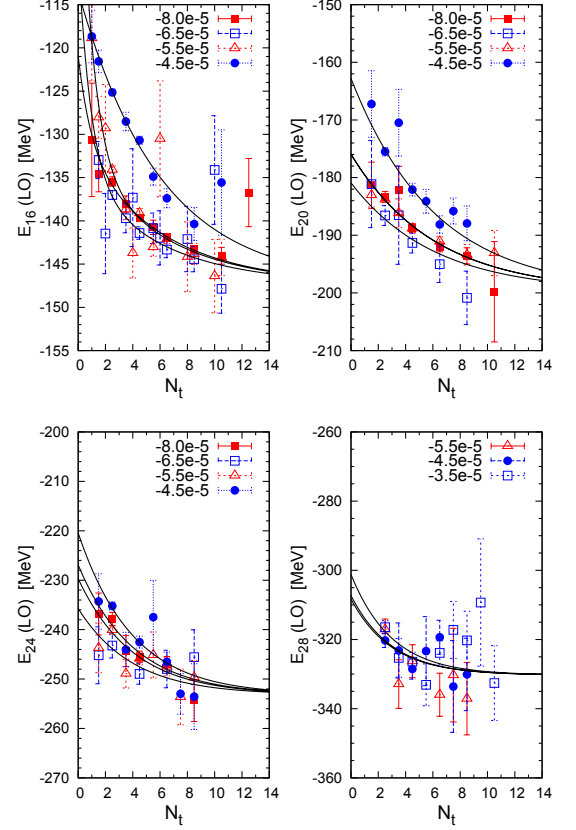 -115
-120
-125
-130
-135
-140
-145
-150
-155
E16 (LO) [MeV]
-8.0e-5
-6.5e-5
-5.5e-5
-4.5e-5
0 2 4 6 8 10 12 14
Nt
-150
-160
-170
-180
-190
-200
-210
E20 (LO) [MeV]
-8.0e-5
-6.5e-5
-5.5e-5
-4.5e-5
0 2 4 6 8 10 12 14
Nt
-200
-210
-220
-230
-240
-250
-260
-270
E24 (LO) [MeV]
-8.0e-5
-6.5e-5
-5.5e-5
-4.5e-5
0 2 4 6 8 10 12 14
Nt
-260
-280
-300
-320
-340
-360
E28 (LO) [MeV]
-5.5e-5
-4.5e-5
-3.5e-5
0 2 4 6 8 10 12 14
Nt